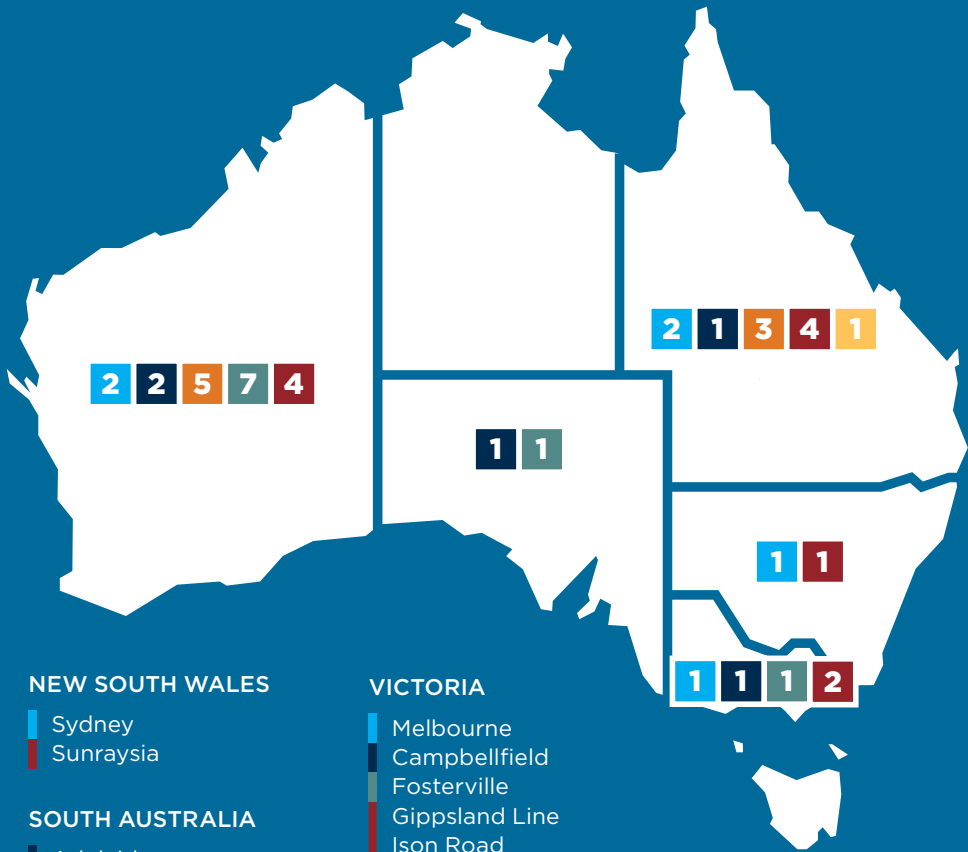 2 1 3 4 1
2 2 5 7 4
1 1
1 1
1 1 1 2
NEW SOUTH WALES
Sydney
Sunraysia
SOUTH AUSTRALIA
VICTORIA
Melbourne
Campbellfield
Fosterville
Gippsland Line
Ison Road